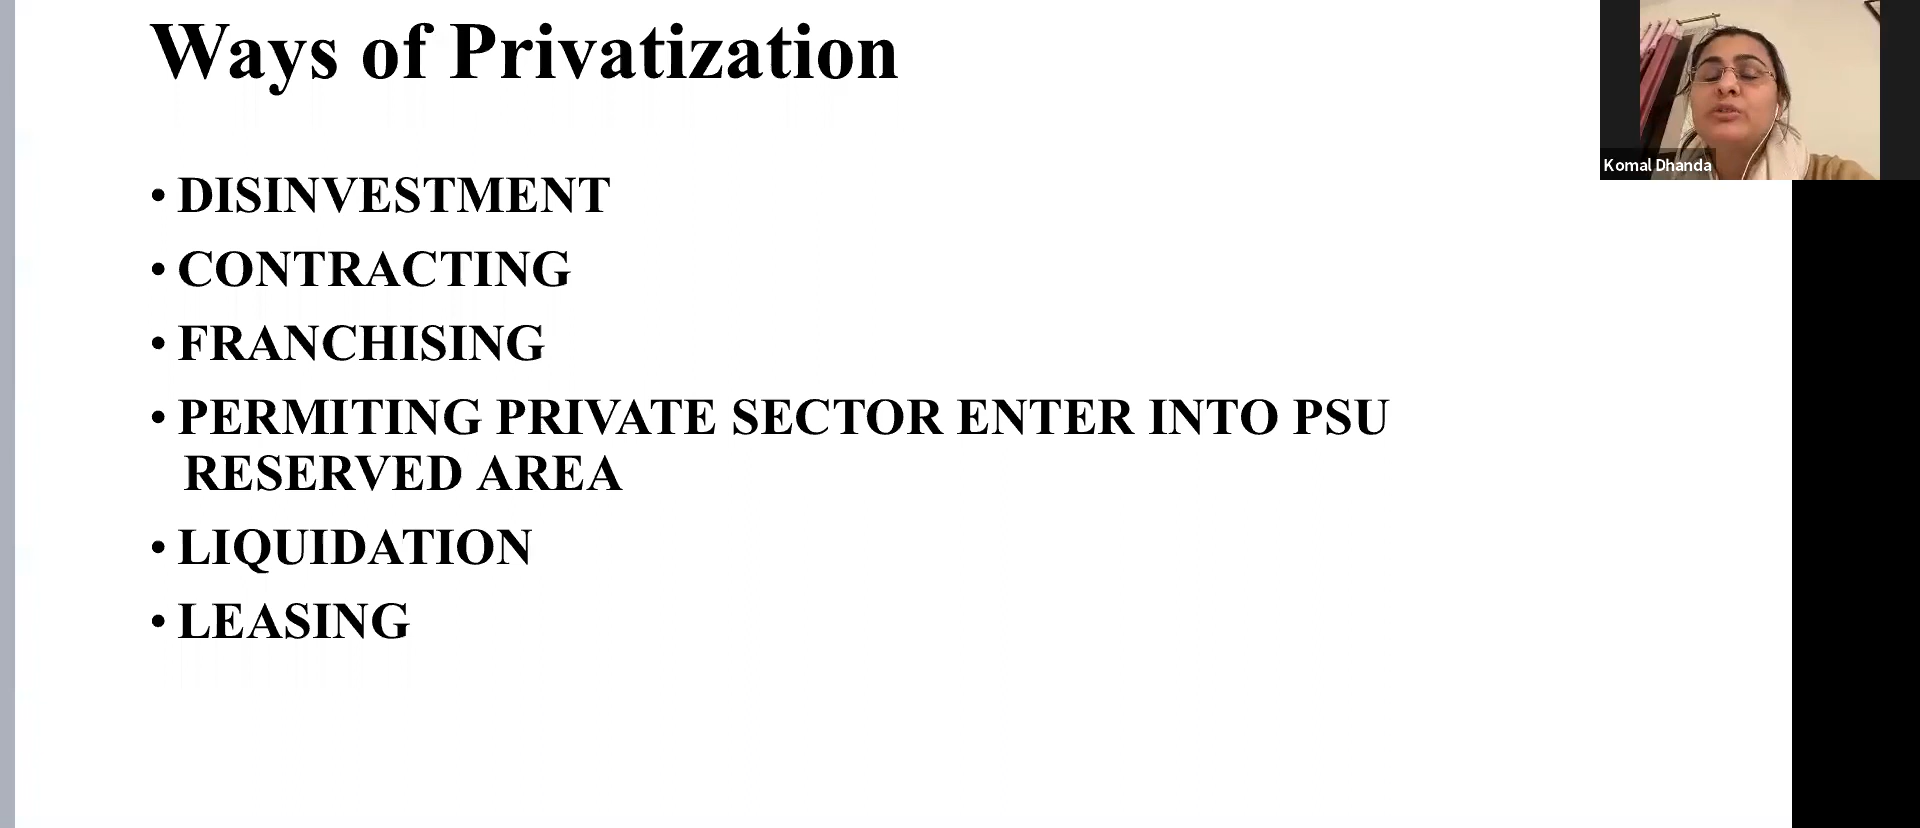 Ways of Privatization
• DISINVESTMENT
• CONTRACTING
• FRANCHISING
• PERMITING PRIVATE SECTOR ENTER INTO PSU
RESERVED AREA
• LIQUIDATION
• LEASING
Komal Dhanda